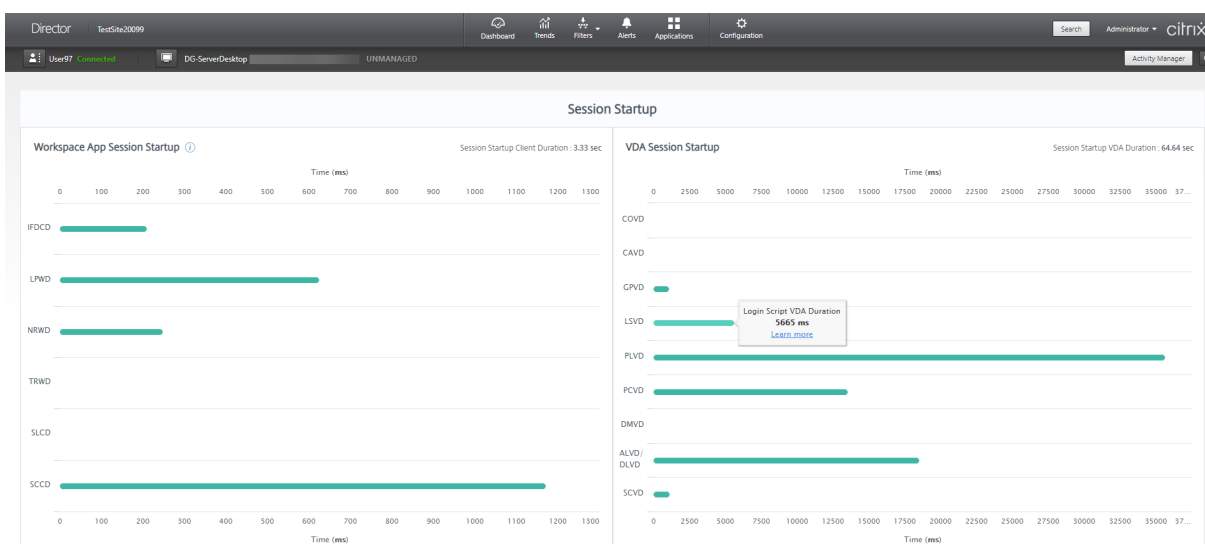 Director TestSite20099 Dashboard Trends Filters Alerts Applications Configuration Search Administrator citrix
User97 Connected DG-ServerDesktop UNMANAGED Activity Manager
Session Startup
Workspace App Session Startup Session Startup Client Duration : 3.33 sec
Time (ms)
0 100 200 300 400 500 600 700 800 900 1000 1100 1200 1300
IFDCD
LPWD
NRWD
TRWD
SLCD
SCCD
0 100 200 300 400 500 600 700 800 900 1000 1100 1200 1300
Time (ms)
VDA Session Startup Session Startup VDA Duration : 64.64 sec
Time (ms)
0 2500 5000 7500 10000 12500 15000 17500 20000 22500 25000 27500 30000 32500 35000 37...
COVD
CAVD
GPVD
LSVD
Login Script VDA Duration
5665 ms
Learn more
PLVD
PCVD
DMVD
ALVD/
DLVD
SCVD
0 2500 5000 7500 10000 12500 15000 17500 20000 22500 25000 27500 30000 32500 35000 37...
Time (ms)